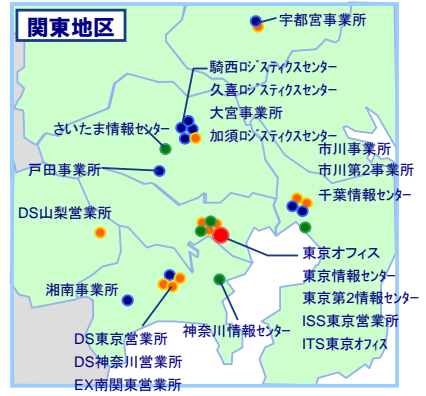 関東地区
宇都宮事業所
騎西ﾛｼﾞｽﾃｨｸｽｾﾝﾀｰ
久喜ﾛｼﾞｽﾃｨｸｽｾﾝﾀｰ
大宮事業所
加須ﾛｼﾞｽﾃｨｸｽｾﾝﾀｰ
さいたま情報ｾﾝﾀｰ
戸田事業所
市川事業所
市川第2事業所
千葉情報ｾﾝﾀｰ
DS山梨営業所
東京オフィス
東京情報ｾﾝﾀｰ
東京第2情報ｾﾝﾀｰ
ISS東京営業所
ITS東京ｵﾌｨｽ
湘南事業所
神奈川情報ｾﾝﾀｰ
DS東京営業所
DS神奈川営業所
EX南関東営業所